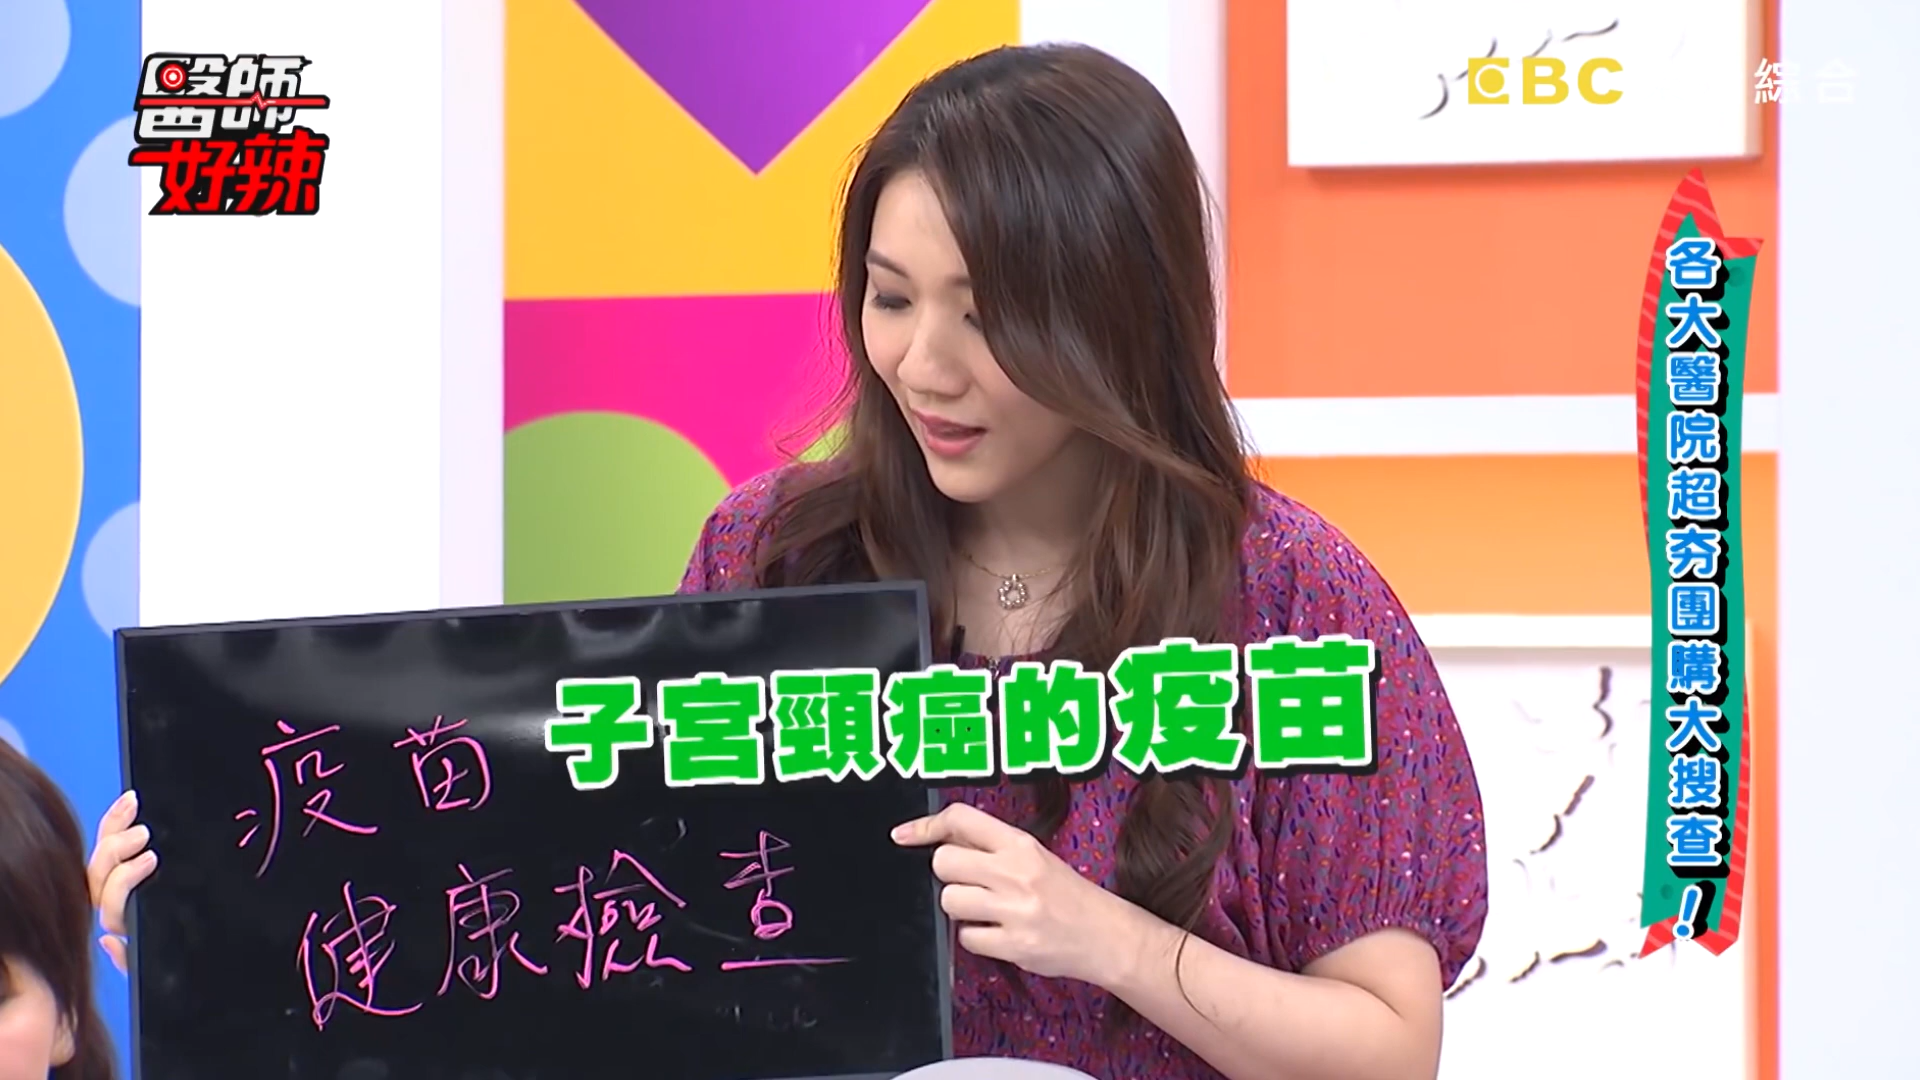 醫師
好辣
EBC 綜合
各大醫院超夯團購大搜查!
子宮頸癌的疫苗
疫苗
健康檢查